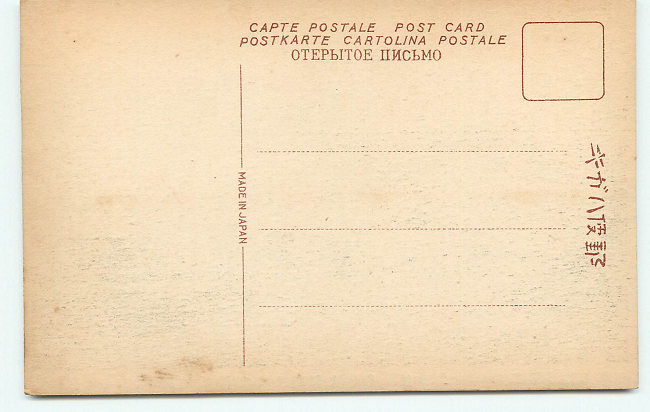 CAPTE POSTALE POST CARD
POSTKARTE CARTOLINA POSTALE
ОТЕРЫТОЕ ПИСЬМО
MADE IN JAPAN
郵便ハガキ